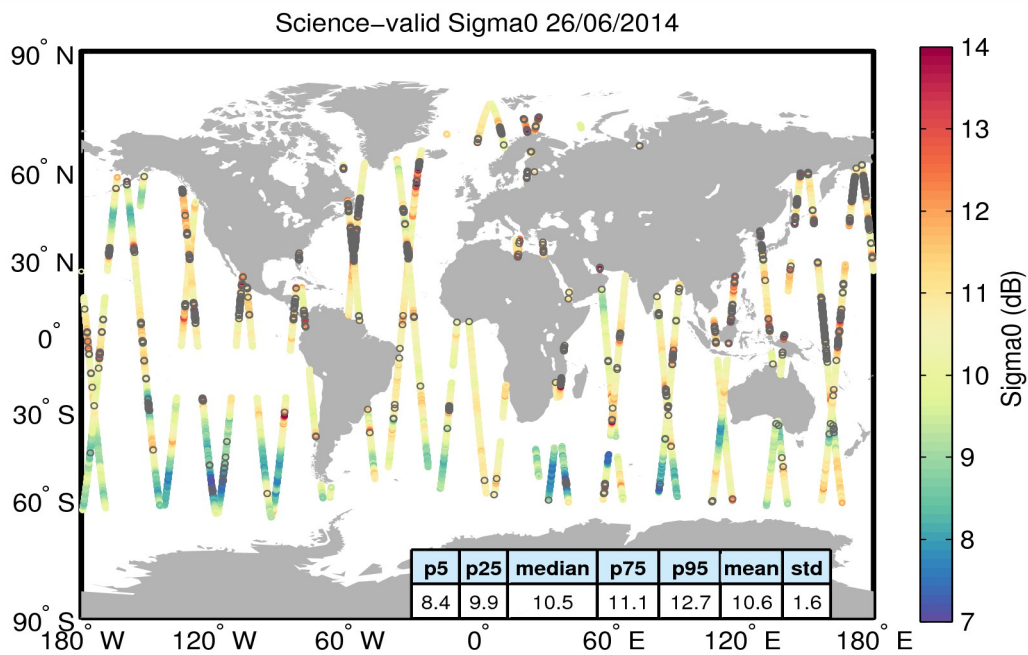 Science−valid Sigma0 26/06/2014
90° N
60° N
30° N
0°
30° S
60° S
90° S
180° W
120° W
60° W
0°
60° E
120° E
180° E
p5 p25 median p75 p95 mean std
8.4 9.9 10.5 11.1 12.7 10.6 1.6
14
13
12
11
10
9
8
7
Sigma0 (dB)